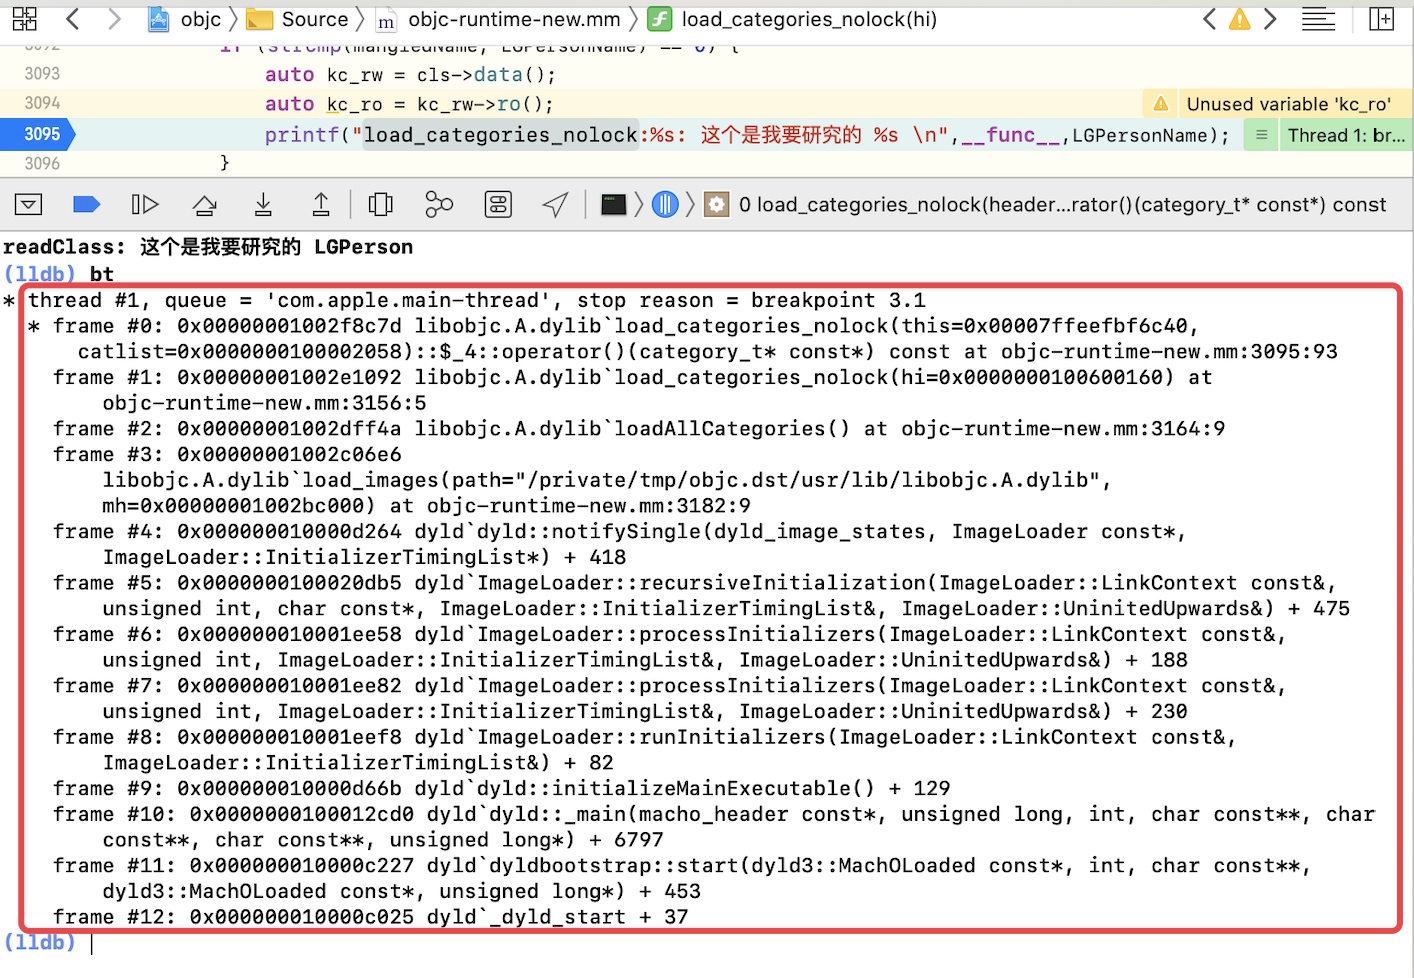 objc Source m objc-runtime-new.mm f load_categories_nolock(hi)
3092 if (strcmp(mangledName, LGPersonName) == 0) {
3093 auto kc_rw = cls->data();
3094 auto kc_ro = kc_rw->ro(); Unused variable 'kc_ro'
3095 printf("load_categories_nolock:%s: 这个是我要研究的 %s \n",__func__,LGPersonName); Thread 1: br...
3096 }
0 load_categories_nolock(header...rator()(category_t* const*) const
readClass: 这个是我要研究的 LGPerson
(lldb) bt
* thread #1, queue = 'com.apple.main-thread', stop reason = breakpoint 3.1
* frame #0: 0x00000001002f8c7d libobjc.A.dylib`load_categories_nolock(this=0x00007ffeefbf6c40,
catlist=0x0000000100002058)::$_4::operator()(category_t* const*) const at objc-runtime-new.mm:3095:93
frame #1: 0x00000001002e1092 libobjc.A.dylib`load_categories_nolock(hi=0x0000000100600160) at
objc-runtime-new.mm:3156:5
frame #2: 0x00000001002dff4a libobjc.A.dylib`loadAllCategories() at objc-runtime-new.mm:3164:9
frame #3: 0x00000001002c06e6
libobjc.A.dylib`load_images(path="/private/tmp/objc.dst/usr/lib/libobjc.A.dylib",
mh=0x00000001002bc000) at objc-runtime-new.mm:3182:9
frame #4: 0x000000010000d264 dyld`dyld::notifySingle(dyld_image_states, ImageLoader const*,
ImageLoader::InitializerTimingList*) + 418
frame #5: 0x0000000100020db5 dyld`ImageLoader::recursiveInitialization(ImageLoader::LinkContext const&,
unsigned int, char const*, ImageLoader::InitializerTimingList&, ImageLoader::UninitedUpwards&) + 475
frame #6: 0x000000010001ee58 dyld`ImageLoader::processInitializers(ImageLoader::LinkContext const&,
unsigned int, ImageLoader::InitializerTimingList&, ImageLoader::UninitedUpwards&) + 188
frame #7: 0x000000010001ee82 dyld`ImageLoader::processInitializers(ImageLoader::LinkContext const&,
unsigned int, ImageLoader::InitializerTimingList&, ImageLoader::UninitedUpwards&) + 230
frame #8: 0x000000010001eef8 dyld`ImageLoader::runInitializers(ImageLoader::LinkContext const&,
ImageLoader::InitializerTimingList&) + 82
frame #9: 0x000000010000d66b dyld`dyld::initializeMainExecutable() + 129
frame #10: 0x0000000100012cd0 dyld`dyld::_main(macho_header const*, unsigned long, int, char const**, char
const**, char const**, unsigned long*) + 6797
frame #11: 0x000000010000c227 dyld`dyldbootstrap::start(dyld3::MachOLoaded const*, int, char const**,
dyld3::MachOLoaded const*, unsigned long*) + 453
frame #12: 0x000000010000c025 dyld`_dyld_start + 37
(lldb)